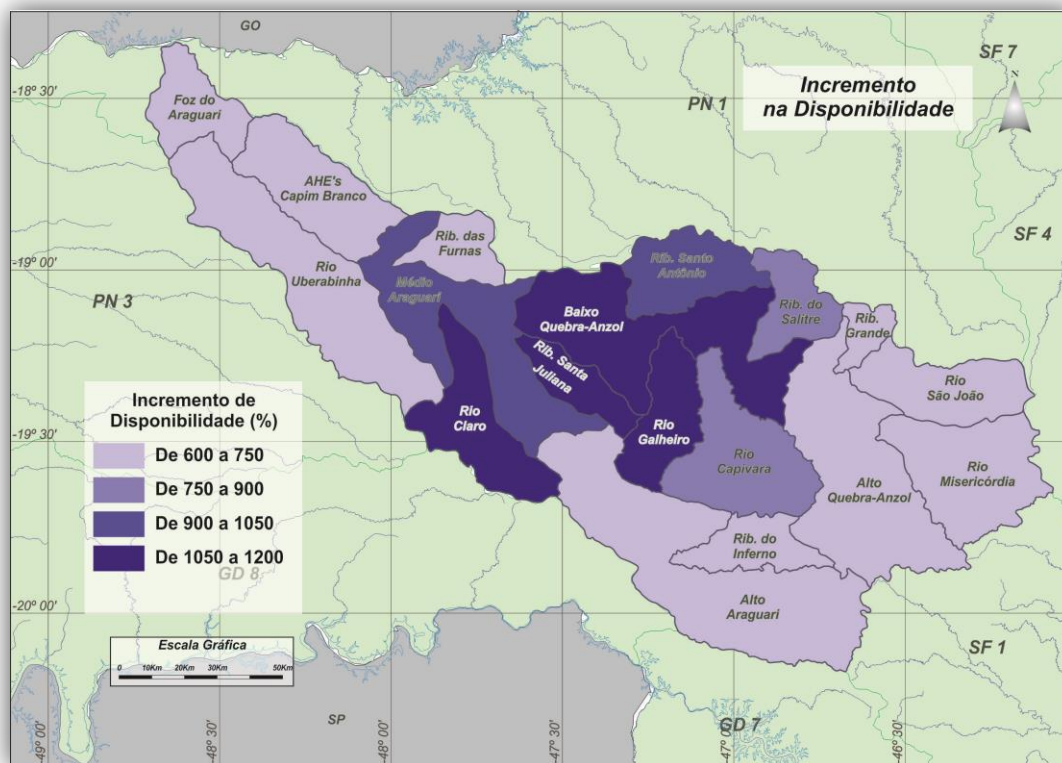 GO
SF 7
Incremento
na Disponibilidade
N
PN 1
-18º 30'
Foz do
Araguari
AHE's
Capim Branco
Rib. das
Furnas
SF 4
-19º 00'
Rib. Santo
Antônio
Rio
Uberabinha
Médio
Araguari
PN 3
Baixo
Quebra-Anzol
Rib. do
Salitre
Rib.
Grande
Rib. Santa
Juliana
Rio
São João
Incremento de
Disponibilidade (%)
De 600 a 750
De 750 a 900
De 900 a 1050
De 1050 a 1200
Rio
Claro
Rio
Galheiro
-19º 30'
Rio
Capivara
Alto
Quebra-Anzol
Rio
Misericórdia
Rib. do
Inferno
GD 8
-20º 00'
Alto
Araguari
Escala Gráfica
0 10Km 20Km 30Km 50Km
SF 1
SP
GD 7
-49º 00'
-48º 30'
-48º 00'
-47º 30'
-47º 00'
-46º 30'